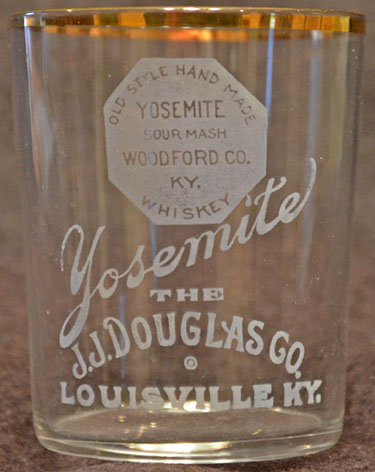 OLD STYLE HAND MADE
YOSEMITE
SOUR MASH
WOODFORD CO.
KY.
WHISKEY
Yosemite
THE
J.J. DOUGLAS CO.
LOUISVILLE KY.